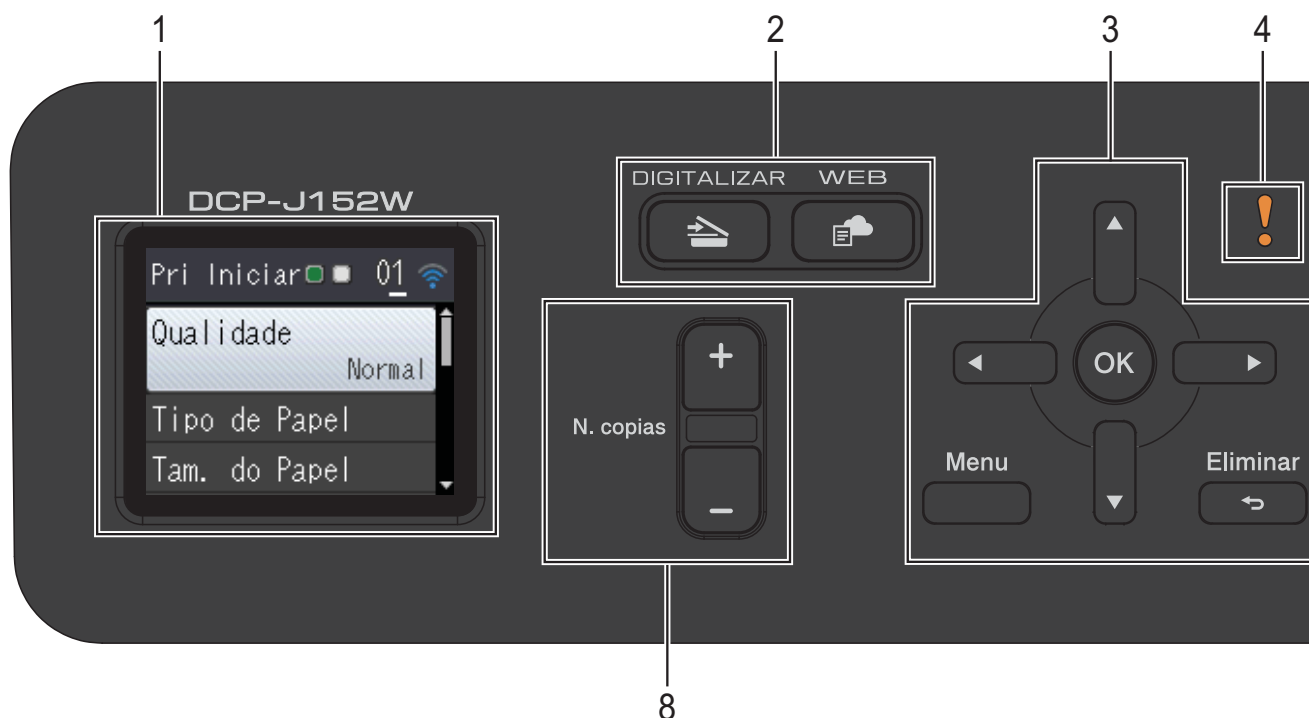 1
2
3
4
DCP-J152W
DIGITALIZAR WEB
Pri Iniciar 01
Qualidade
Normal
Tipo de Papel
Tam. do Papel
N. copias
+
−
OK
Menu
Eliminar
8